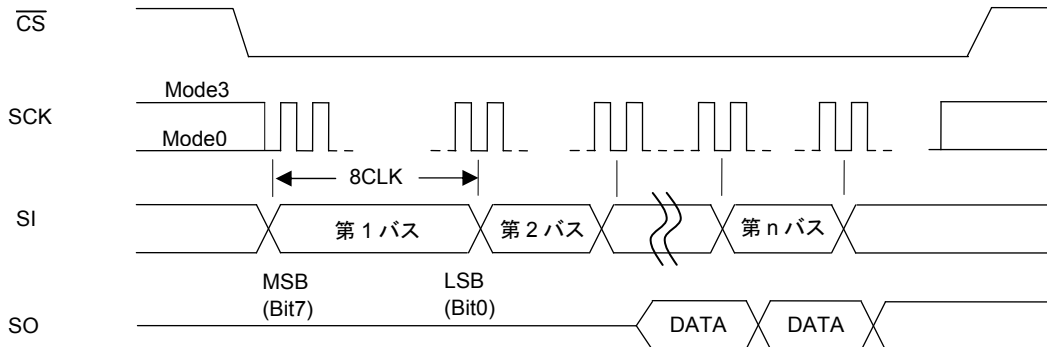 CS
Mode3
SCK
Mode0
8CLK
SI
第 1 バス
第 2 バス
第 n バス
MSB
(Bit7)
LSB
(Bit0)
SO
DATA
DATA